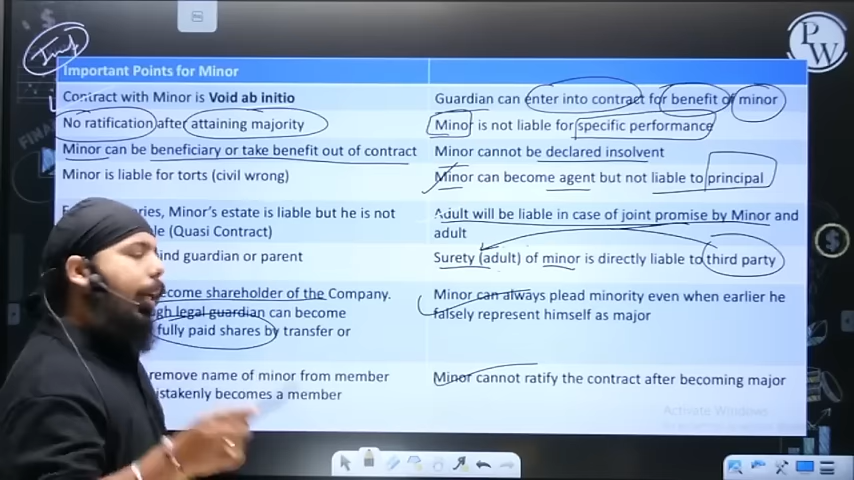 Imp
P
W
Important Points for Minor
Contract with Minor is Void ab initio
Guardian can enter into contract for benefit of minor
No ratification after attaining majority
Minor is not liable for specific performance
Minor can be beneficiary or take benefit out of contract
Minor cannot be declared insolvent
Minor is liable for torts (civil wrong)
Minor can become agent but not liable to principal
Minor's estate is liable but he is not
(Quasi Contract)
Adult will be liable in case of joint promise by Minor and
adult
guardian or parent
Surety (adult) of minor is directly liable to third party
become shareholder of the Company.
legal guardian can become
fully paid shares by transfer or
Minor can always plead minority even when earlier he
falsely represent himself as major
remove name of minor from member
becomes a member
Minor cannot ratify the contract after becoming major
Activate Windows